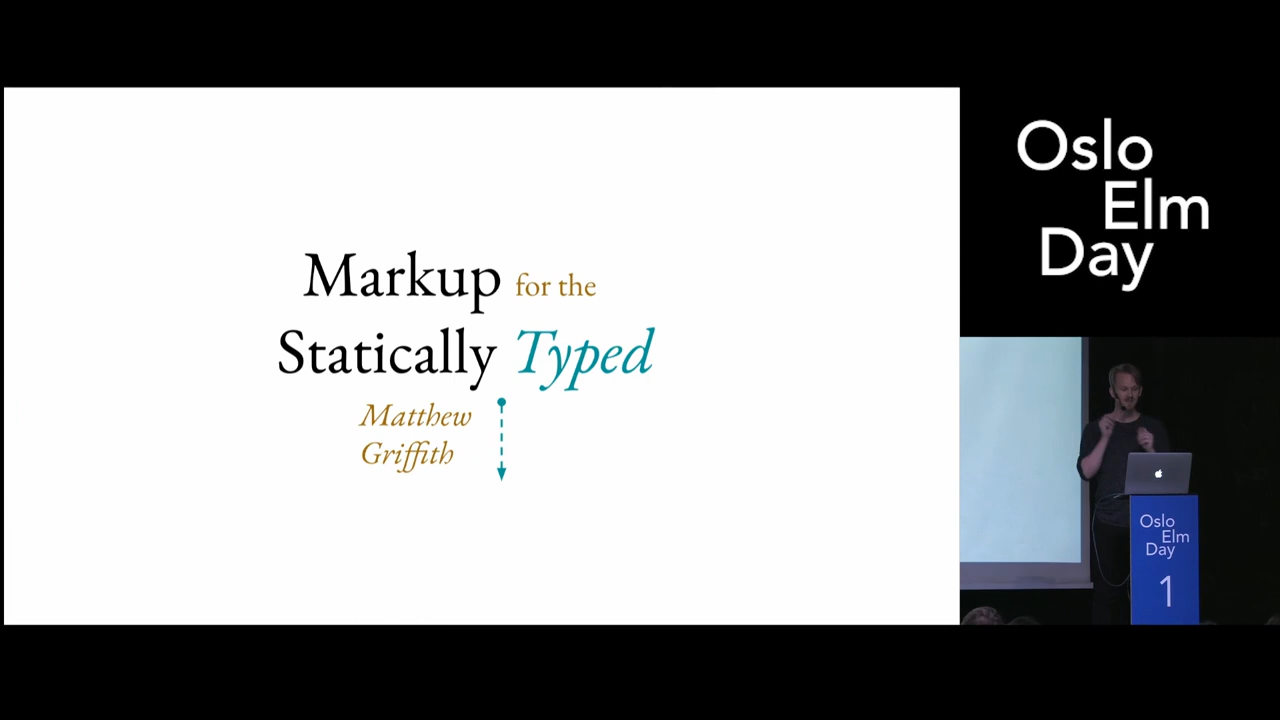 Markup for the
Statically Typed
Matthew
Griffith
Oslo
Elm
Day
Oslo
Elm
Day
1